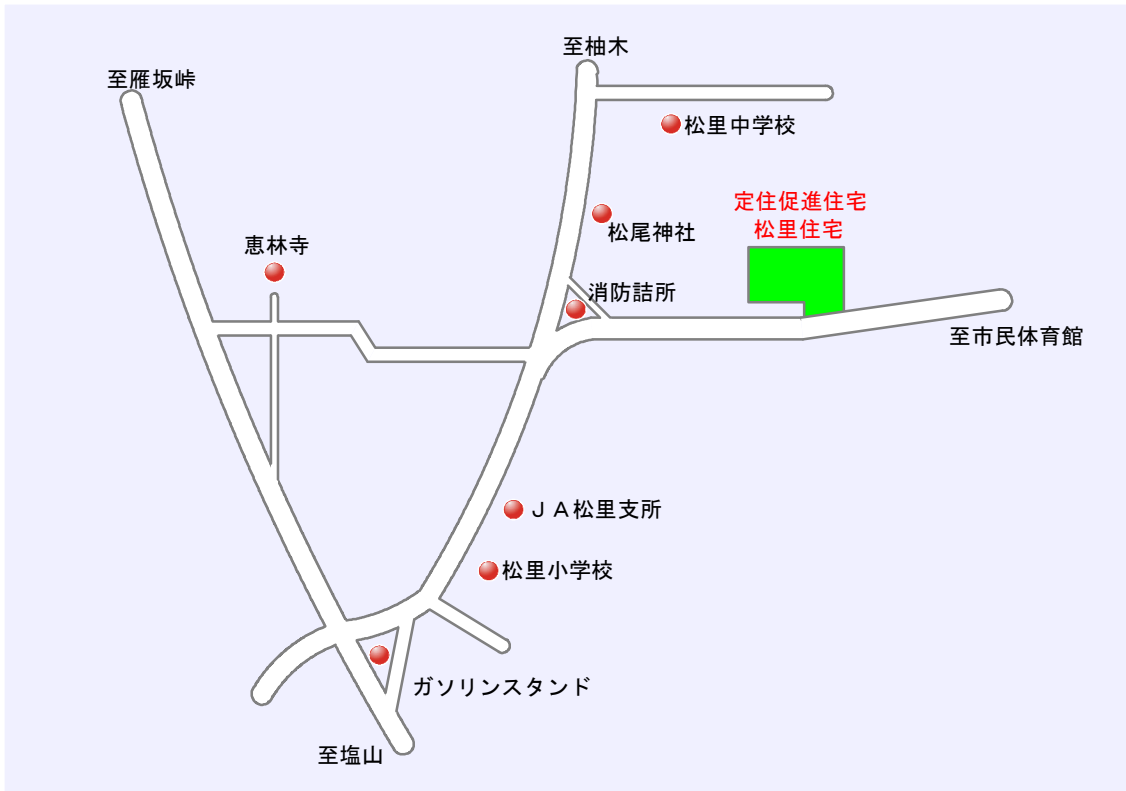 至柚木
至雁坂峠
松里中学校
定住促進住宅
松里住宅
松尾神社
恵林寺
消防詰所
至市民体育館
ＪＡ松里支所
松里小学校
ガソリンスタンド
至塩山